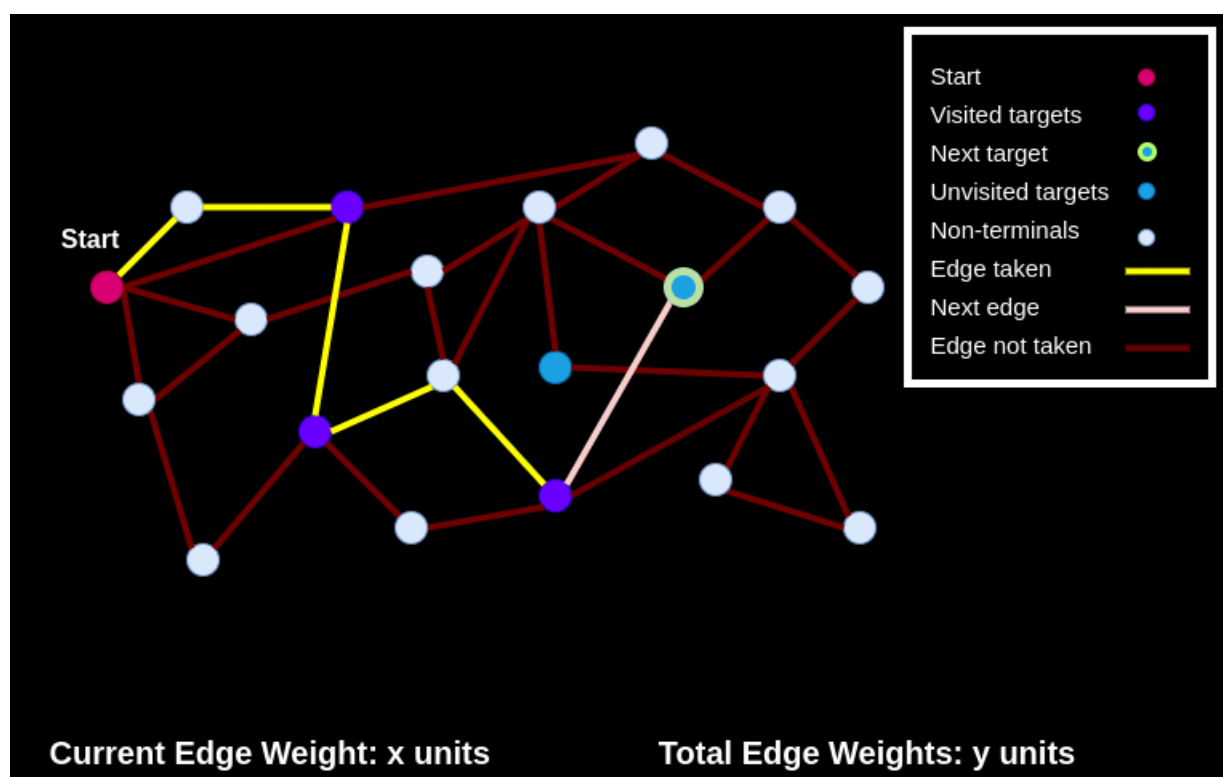 Start
Visited targets
Next target
Unvisited targets
Non-terminals
Edge taken
Next edge
Edge not taken
Start
Current Edge Weight: x units
Total Edge Weights: y units